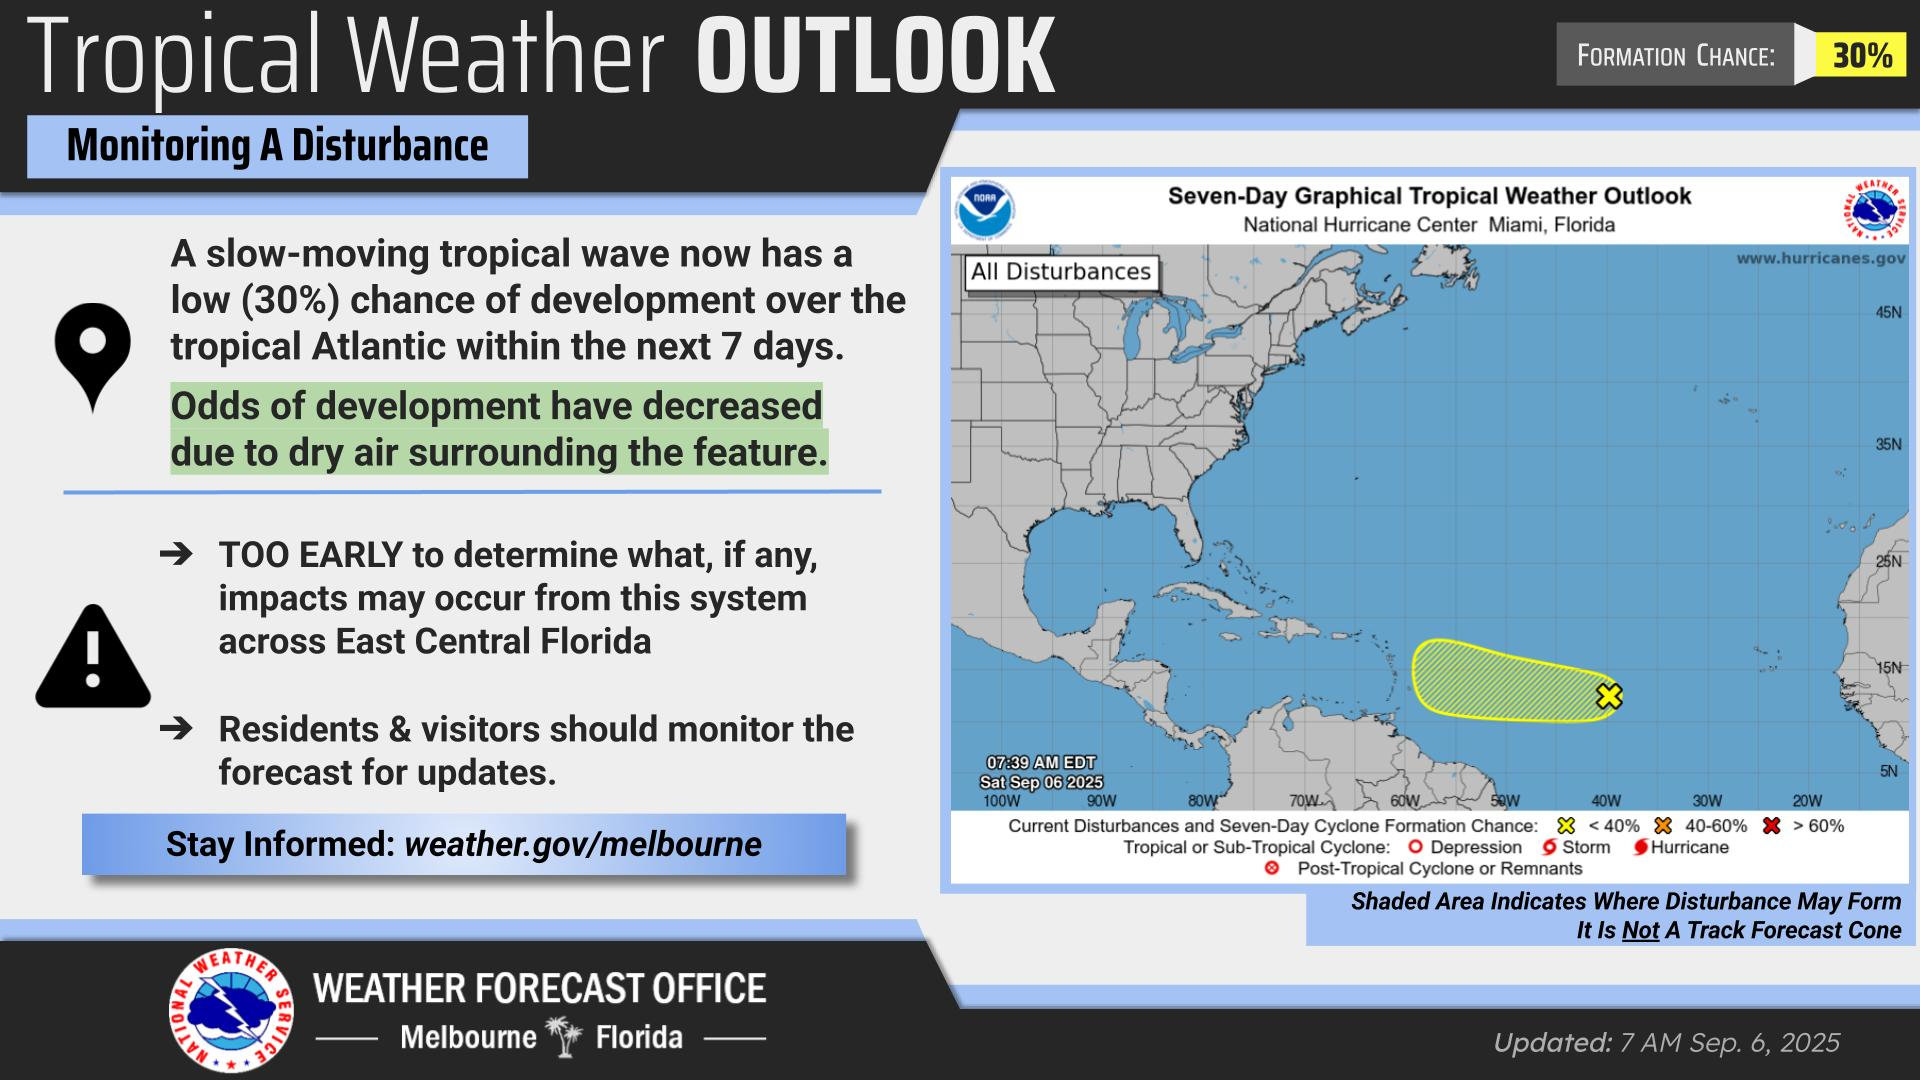 Tropical Weather OUTLOOK
FORMATION CHANCE: 30%
Monitoring A Disturbance
A slow-moving tropical wave now has a
low (30%) chance of development over the
tropical Atlantic within the next 7 days.
Odds of development have decreased
due to dry air surrounding the feature.
➔ TOO EARLY to determine what, if any,
impacts may occur from this system
across East Central Florida
➔ Residents & visitors should monitor the
forecast for updates.
Stay Informed: weather.gov/melbourne
NOAA
Seven-Day Graphical Tropical Weather Outlook
National Hurricane Center Miami, Florida
NATIONAL WEATHER SERVICE
www.hurricanes.gov
All Disturbances
45N
35N
25N
15N
5N
07:39 AM EDT
Sat Sep 06 2025
100W 90W 80W 70W 60W 50W 40W 30W 20W
Current Disturbances and Seven-Day Cyclone Formation Chance: < 40% 40-60% > 60%
Tropical or Sub-Tropical Cyclone: Depression Storm Hurricane
Post-Tropical Cyclone or Remnants
Shaded Area Indicates Where Disturbance May Form
It Is Not A Track Forecast Cone
NATIONAL WEATHER SERVICE
WEATHER FORECAST OFFICE
Melbourne Florida
Updated: 7 AM Sep. 6, 2025